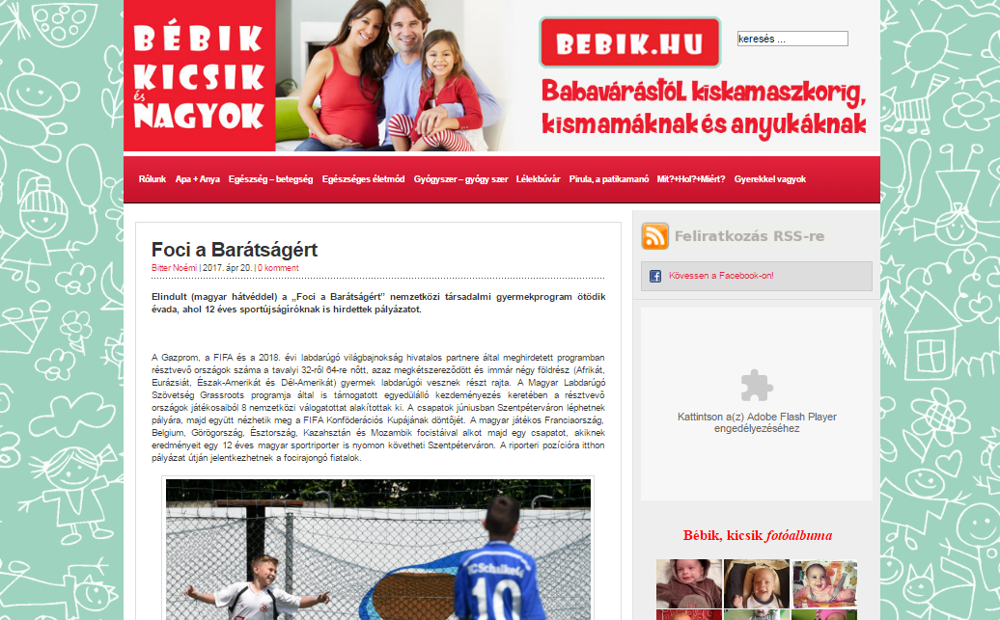 BÉBIK
KICSIK
és
NAGYOK
BEBIK.HU
keresés ...
Babavárástól kiskamaszkorig,
kismamáknak és anyukáknak
Rólunk Apa + Anya Egészség – betegség Egészséges életmód Gyógyszer – gyógy szer Lélekbúvár Pirula, a patikamanó Mit?+Hol?+Miért? Gyerekkel vagyok
Foci a Barátságért
Bitter Noémi | 2017. ápr 20. | 0 komment
Elindult (magyar hátvéddel) a „Foci a Barátságért” nemzetközi társadalmi gyermekprogram ötödik
évada, ahol 12 éves sportújságíróknak is hirdettek pályázatot.
A Gazprom, a FIFA és a 2018. évi labdarúgó világbajnokság hivatalos partnere által meghirdetett programban
résztvevő országok száma a tavalyi 32-ről 64-re nőtt, azaz megkétszereződött és immár négy földrész (Afrikát,
Eurázsiát, Észak-Amerikát és Dél-Amerikát) gyermek labdarúgói vesznek részt rajta. A Magyar Labdarúgó
Szövetség Grassroots programja által is támogatott egyedülálló kezdeményezés keretében a résztvevő
országok játékosaiból 8 nemzetközi válogatottat alakítottak ki. A csapatok júniusban Szentpéterváron léphetnek
pályára, majd együtt nézhetik meg a FIFA Konföderációs Kupájának döntőjét. A magyar játékos Franciaország,
Belgium, Görögország, Észtország, Kazahsztán és Mozambik focistáival alkot majd egy csapatot, akiknek
eredményeit egy 12 éves magyar sportriporter is nyomon követheti Szentpéterváron. A riporteri pozícióra itthon
pályázat útján jelentkezhetnek a focirajongó fiatalok.
FC Schalke 04
10
Feliratkozás RSS-re
Kövessen a Facebook-on!
Kattintson a(z) Adobe Flash Player
engedélyezéséhez
Bébik, kicsik fotóalbuma